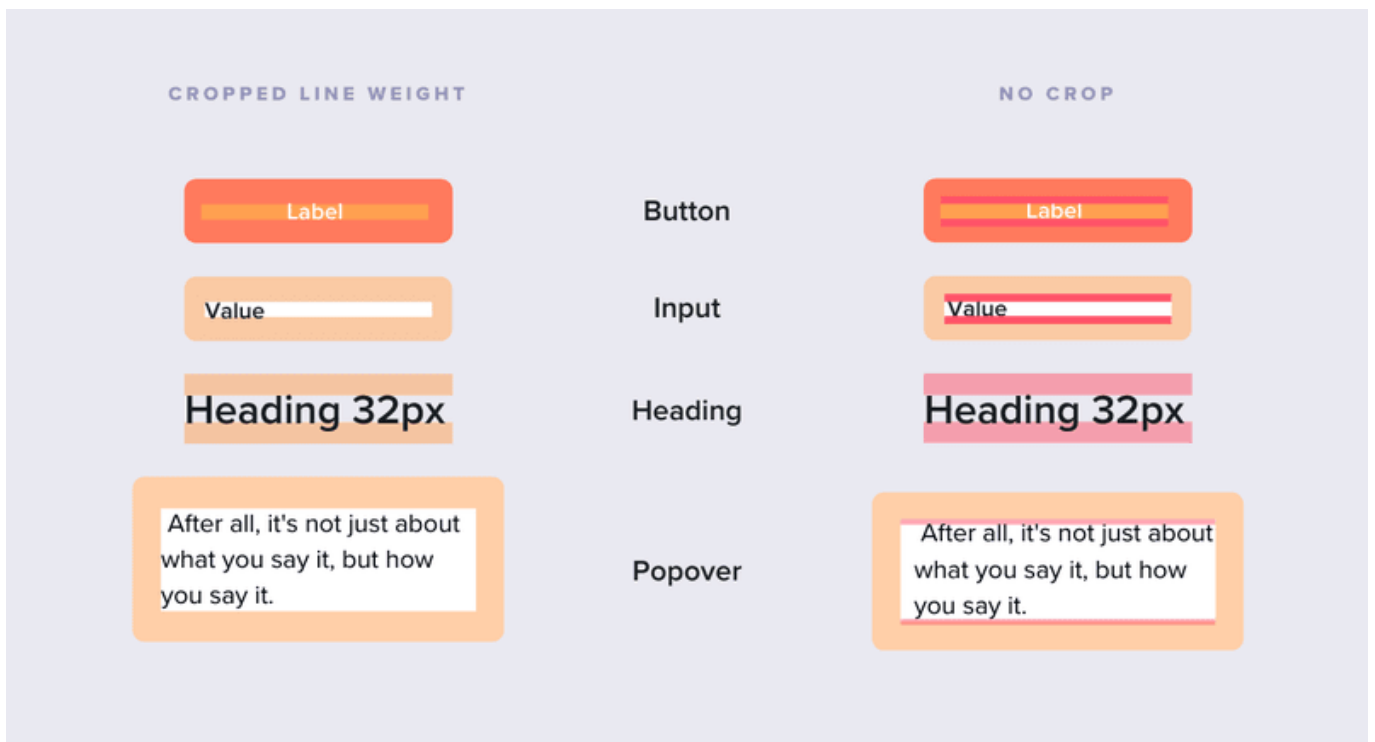 CROPPED LINE WEIGHT
NO CROP
Label
Button
Label
Value
Input
Value
Heading 32px
Heading
Heading 32px
After all, it's not just about
what you say it, but how
you say it.
Popover
After all, it's not just about
what you say it, but how
you say it.